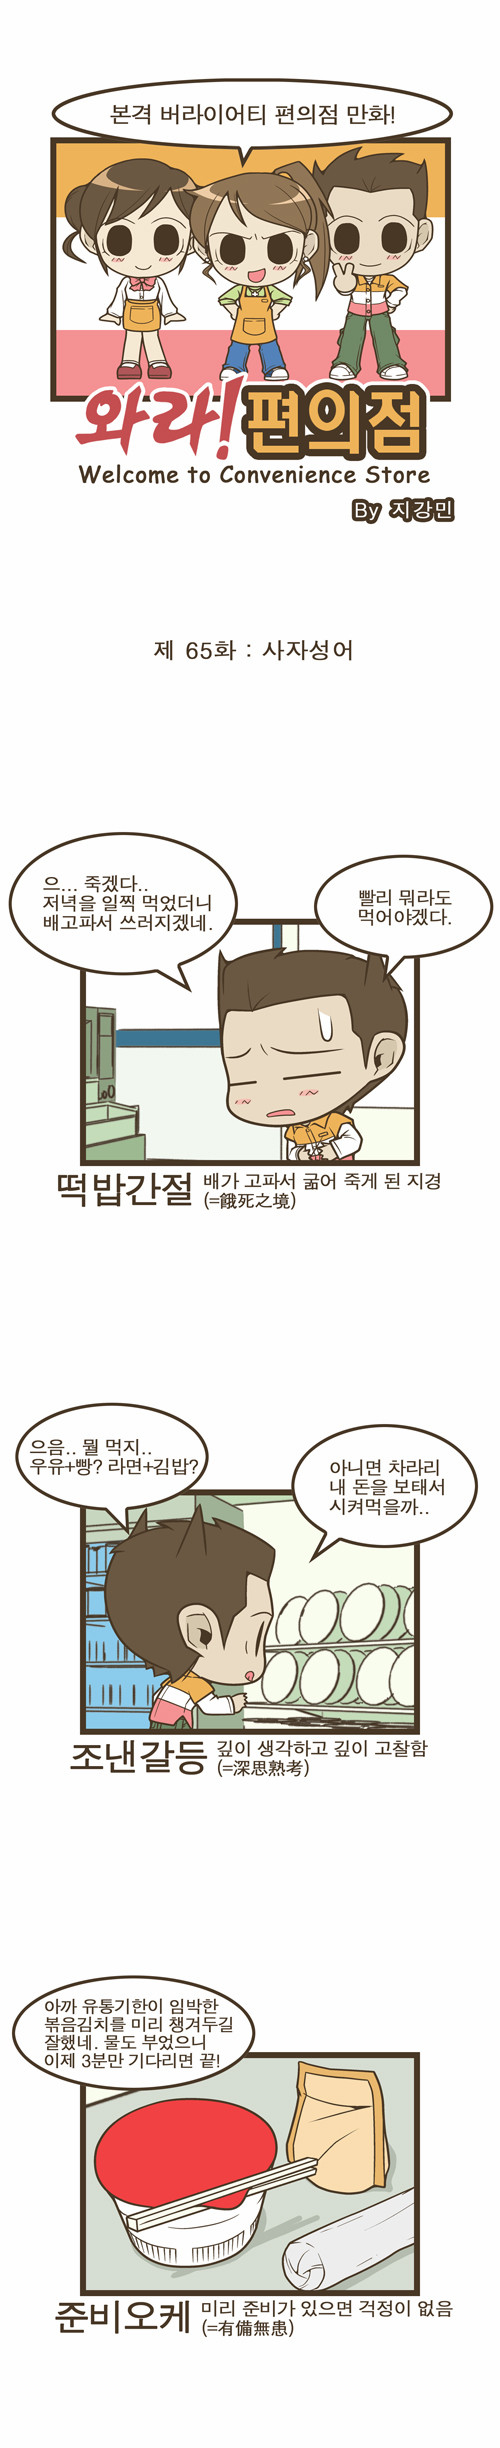 본격 버라이어티 편의점 만화!
와라! 편의점
Welcome to Convenience Store
By 지강민
제 65화 : 사자성어
으... 죽겠다..
저녁을 일찍 먹었더니
배고파서 쓰러지겠네.
빨리 뭐라도
먹어야겠다.
떡밥간절 배가 고파서 굶어 죽게 된 지경
(=餓死之境)
으음.. 뭘 먹지..
우유+빵? 라면+김밥?
아니면 차라리
내 돈을 보태서
시켜먹을까..
조낸갈등 깊이 생각하고 깊이 고찰함
(=深思熟考)
아까 유통기한이 임박한
볶음김치를 미리 챙겨두길
잘했네. 물도 부었으니
이제 3분만 기다리면 끝!
준비오케 미리 준비가 있으면 걱정이 없음
(=有備無患)